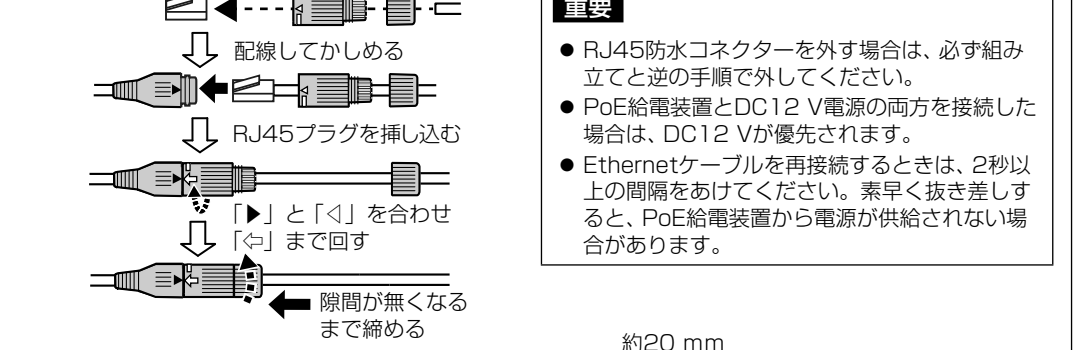 配線してかしめる
RJ45プラグを挿し込む
「▶」と「◁」を合わせ
「⇦」まで回す
隙間が無くなる
まで締める
重要
● RJ45防水コネクターを外す場合は、必ず組み
立てと逆の手順で外してください。
● PoE給電装置とDC12 V電源の両方を接続した
場合は、DC12 Vが優先されます。
● Ethernetケーブルを再接続するときは、2秒以
上の間隔をあけてください。素早く抜き差しす
ると、PoE給電装置から電源が供給されない場
合があります。
約20 mm